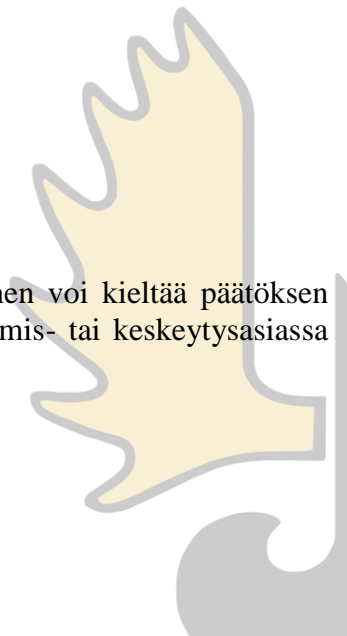 nen voi kieltää päätöksen
mis- tai keskeytysasiassa